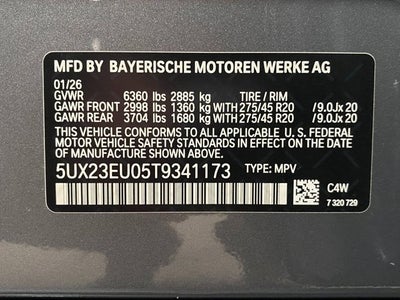 MFD BY BAYERISCHE MOTOREN WERKE AG
01/26
GVWR 6360 lbs 2885 kg TIRE / RIM
GAWR FRONT 2998 lbs 1360 kg WITH 275/45 R20 /9.0Jx 20
GAWR REAR 3704 lbs 1680 kg WITH 275/45 R20 /9.0Jx 20
THIS VEHICLE CONFORMS TO ALL APPLICABLE U.S. FEDERAL
MOTOR VEHICLE SAFETY STANDARDS IN EFFECT ON THE DATE
OF MANUFACTURE SHOWN ABOVE.
5UX23EU05T9341173 TYPE: MPV
C4W
7 320 729